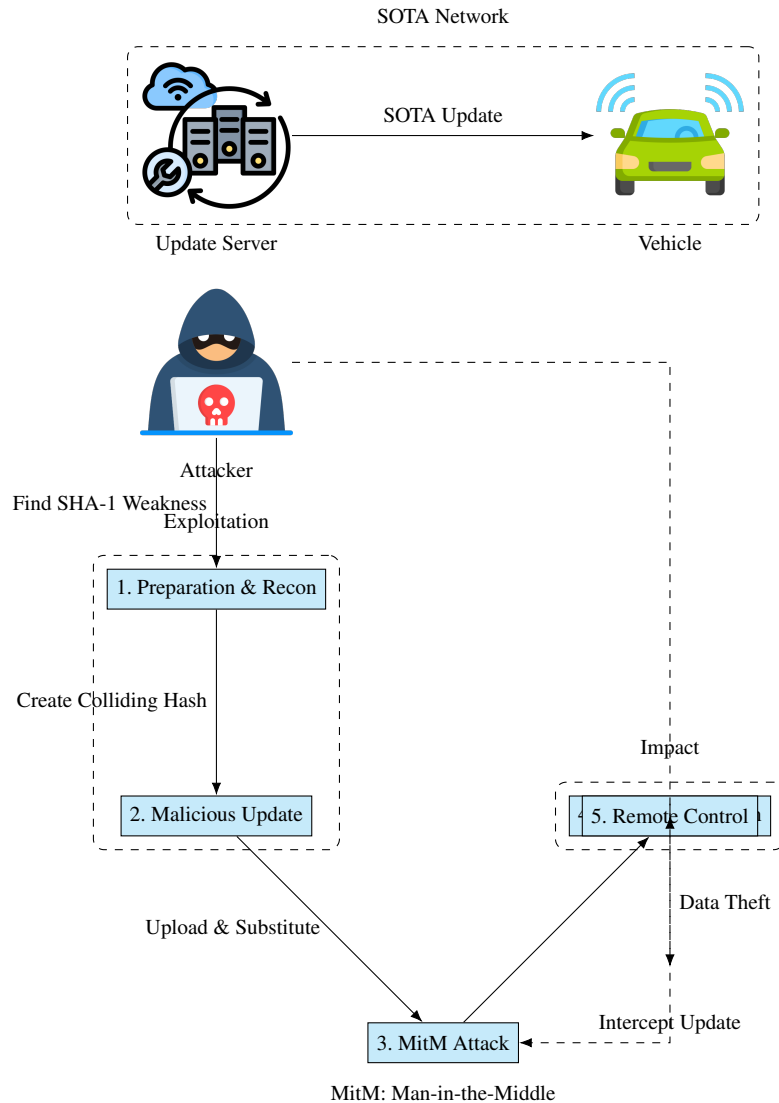 SOTA Network
SOTA Update
Update Server
Vehicle
Attacker
Find SHA-1 Weakness
Exploitation
1. Preparation & Recon
Create Colliding Hash
Impact
2. Malicious Update
5. Remote Control
Data Theft
Upload & Substitute
Intercept Update
3. MitM Attack
MitM: Man-in-the-Middle